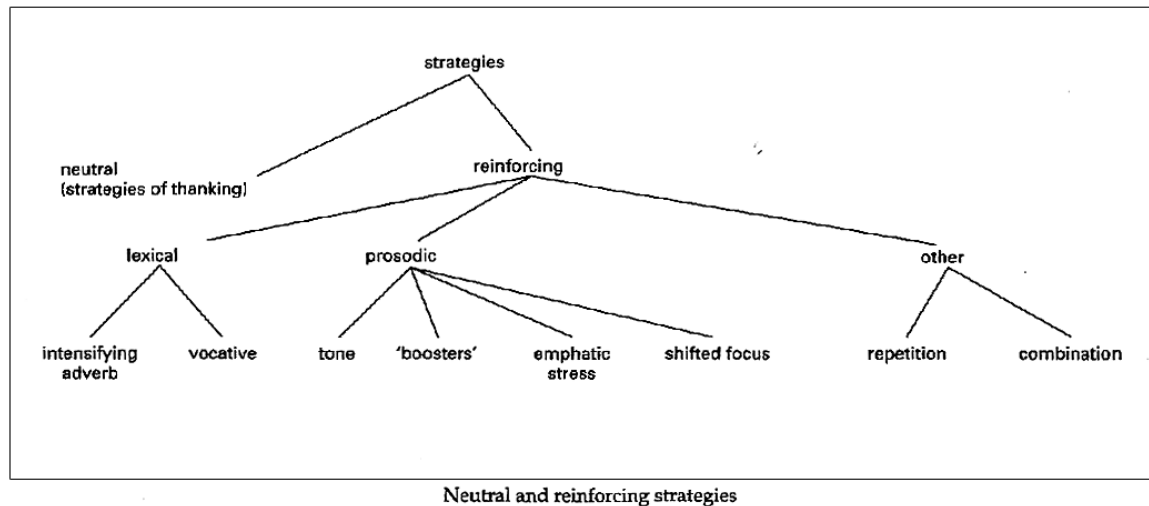 strategies
neutral
(strategies of thanking)
reinforcing
lexical
prosodic
other
intensifying
adverb
vocative
tone
'boosters'
emphatic
stress
shifted focus
repetition
combination
Neutral and reinforcing strategies